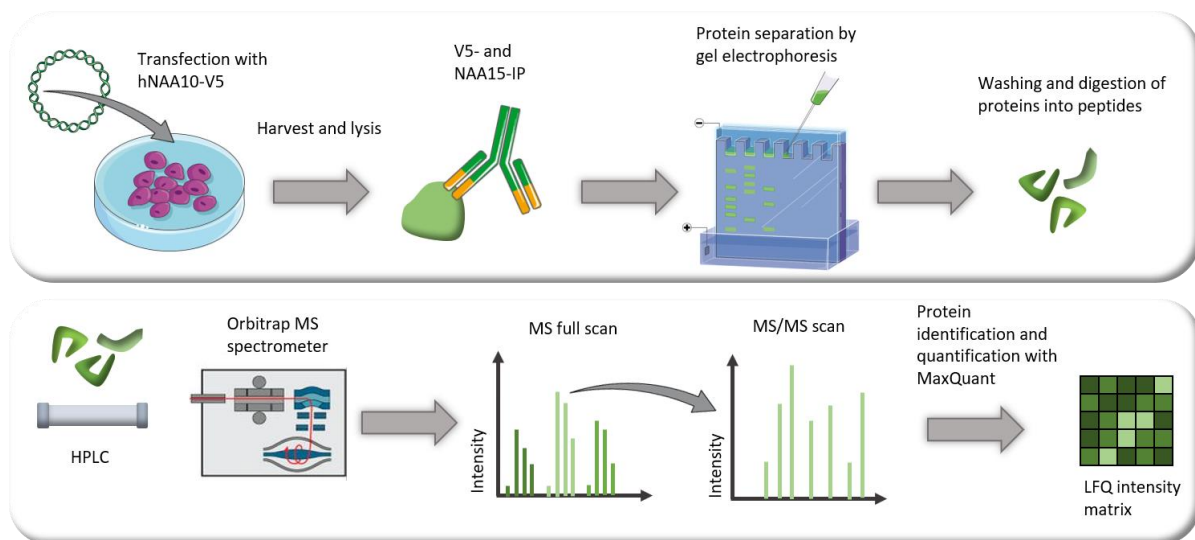 Transfection with
hNAA10-V5
Harvest and lysis
V5- and
NAA15-IP
Protein separation by
gel electrophoresis
Washing and digestion of
proteins into peptides
HPLC
Orbitrap MS
spectrometer
MS full scan
Intensity
MS/MS scan
Intensity
Protein
identification and
quantification with
MaxQuant
LFQ intensity
matrix